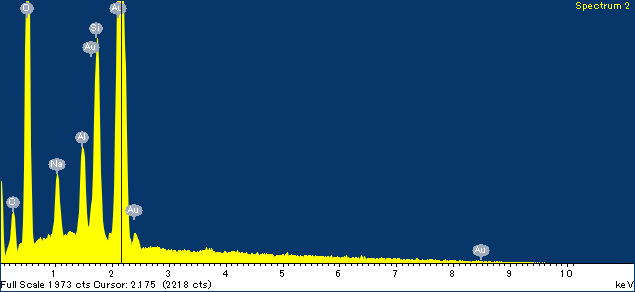 Spectrum 2
O
Au
Si
Au
Al
Na
C
Au
Au
1 2 3 4 5 6 7 8 9 10
Full Scale 1973 cts Cursor: 2.175 (2218 cts) keV